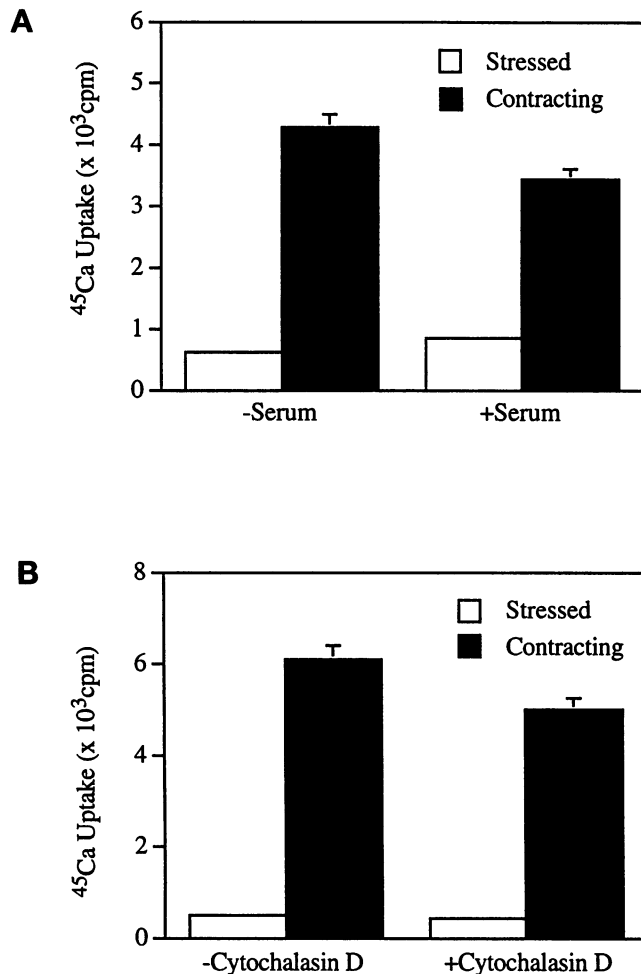 A
6
5
4
3
2
1
0
⁴⁵Ca Uptake (x 10³cpm)
Stressed
Contracting
-Serum +Serum
B
8
6
4
2
0
⁴⁵Ca Uptake (x 10³cpm)
Stressed
Contracting
-Cytochalasin D +Cytochalasin D